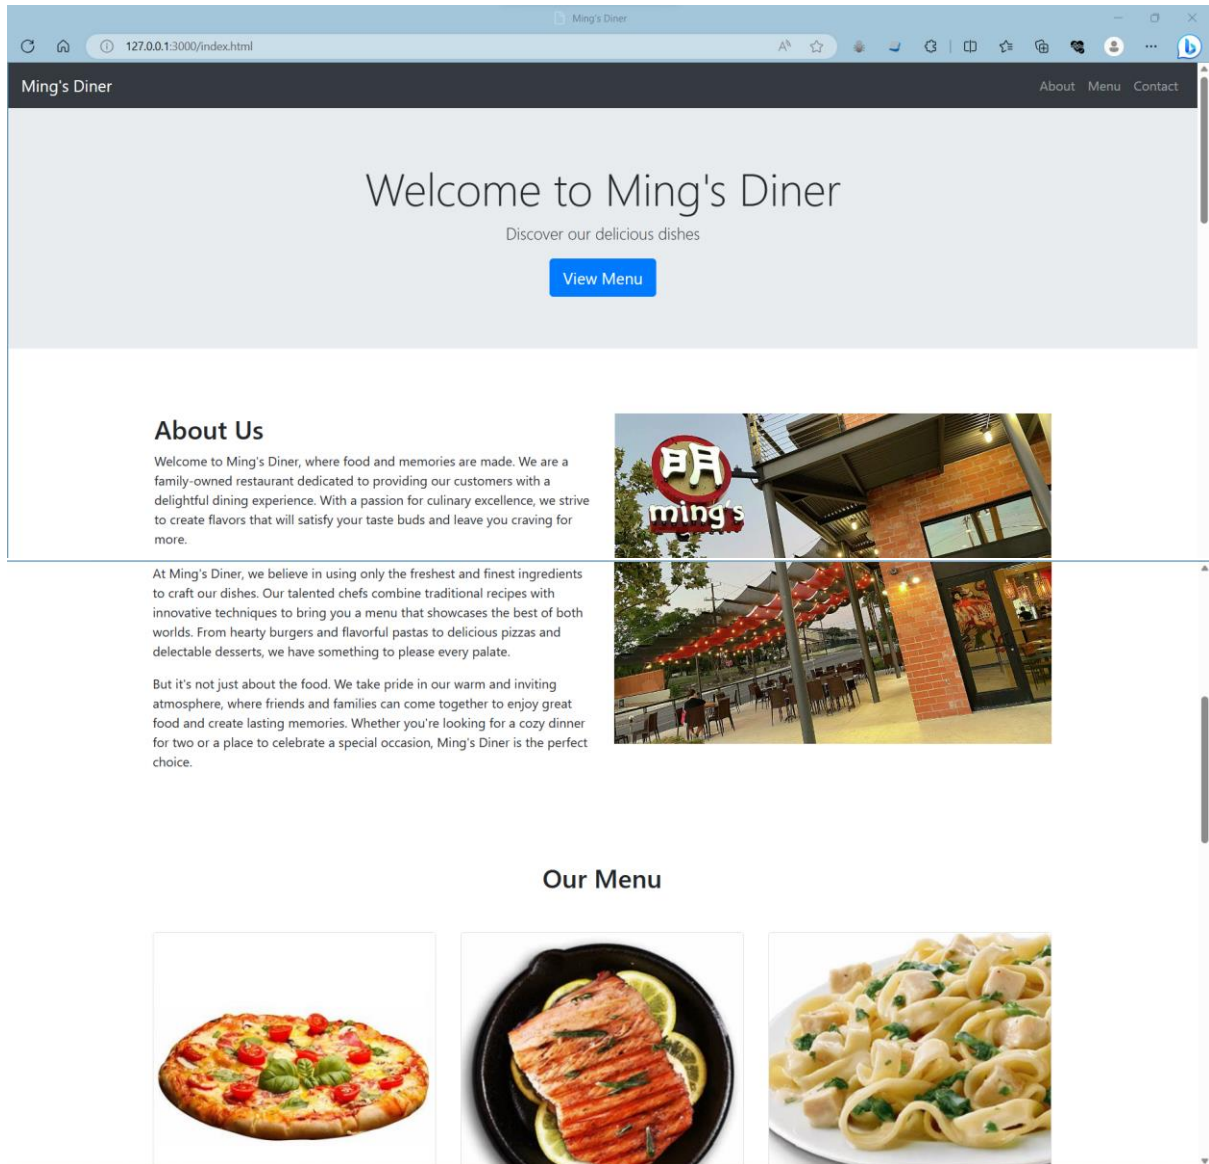 Ming's Diner
127.0.0.1:3000/index.html
Ming's Diner
About Menu Contact
Welcome to Ming's Diner
Discover our delicious dishes
View Menu
About Us
Welcome to Ming's Diner, where food and memories are made. We are a
family-owned restaurant dedicated to providing our customers with a
delightful dining experience. With a passion for culinary excellence, we strive
to create flavors that will satisfy your taste buds and leave you craving for
more.
明
ming's
At Ming's Diner, we believe in using only the freshest and finest ingredients
to craft our dishes. Our talented chefs combine traditional recipes with
innovative techniques to bring you a menu that showcases the best of both
worlds. From hearty burgers and flavorful pastas to delicious pizzas and
delectable desserts, we have something to please every palate.
But it's not just about the food. We take pride in our warm and inviting
atmosphere, where friends and families can come together to enjoy great
food and create lasting memories. Whether you're looking for a cozy dinner
for two or a place to celebrate a special occasion, Ming's Diner is the perfect
choice.
Our Menu